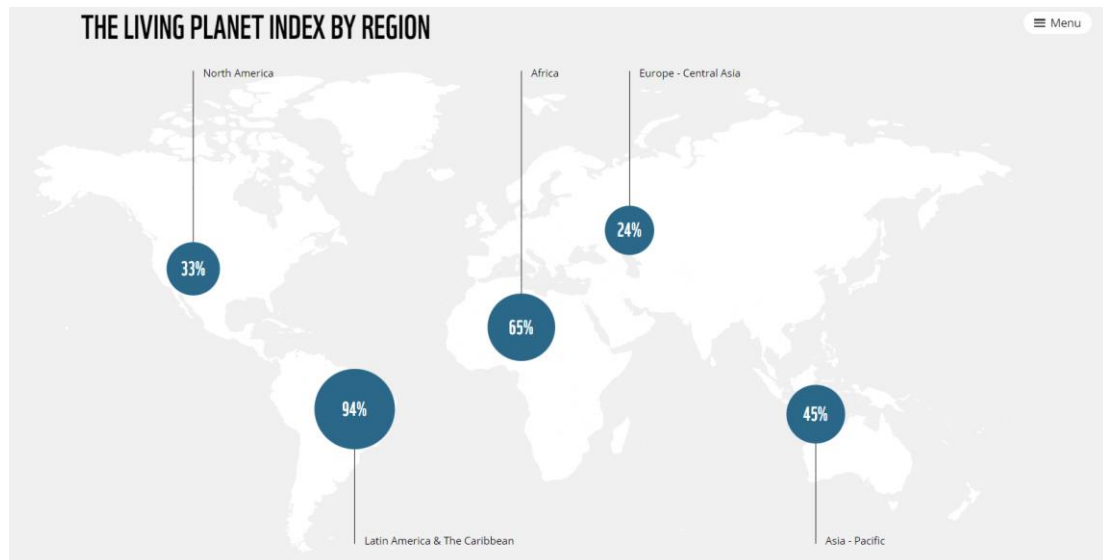 THE LIVING PLANET INDEX BY REGION
Menu
North America
Africa
Europe - Central Asia
24%
33%
65%
94%
45%
Latin America & The Caribbean
Asia - Pacific